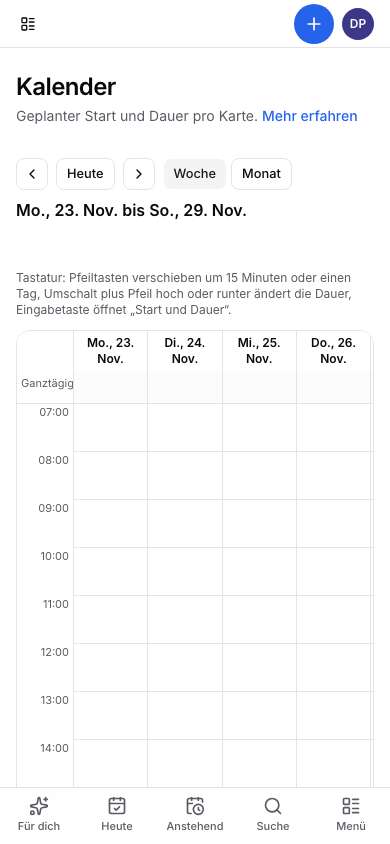 DP
Kalender
Geplanter Start und Dauer pro Karte. Mehr erfahren
Heute
Woche
Monat
Mo., 23. Nov. bis So., 29. Nov.
Tastatur: Pfeiltasten verschieben um 15 Minuten oder einen
Tag, Umschalt plus Pfeil hoch oder runter ändert die Dauer,
Eingabetaste öffnet „Start und Dauer“.
Mo., 23. Nov.
Di., 24. Nov.
Mi., 25. Nov.
Do., 26. Nov.
Ganztägig
07:00
08:00
09:00
10:00
11:00
12:00
13:00
14:00
Für dich
Heute
Anstehend
Suche
Menü